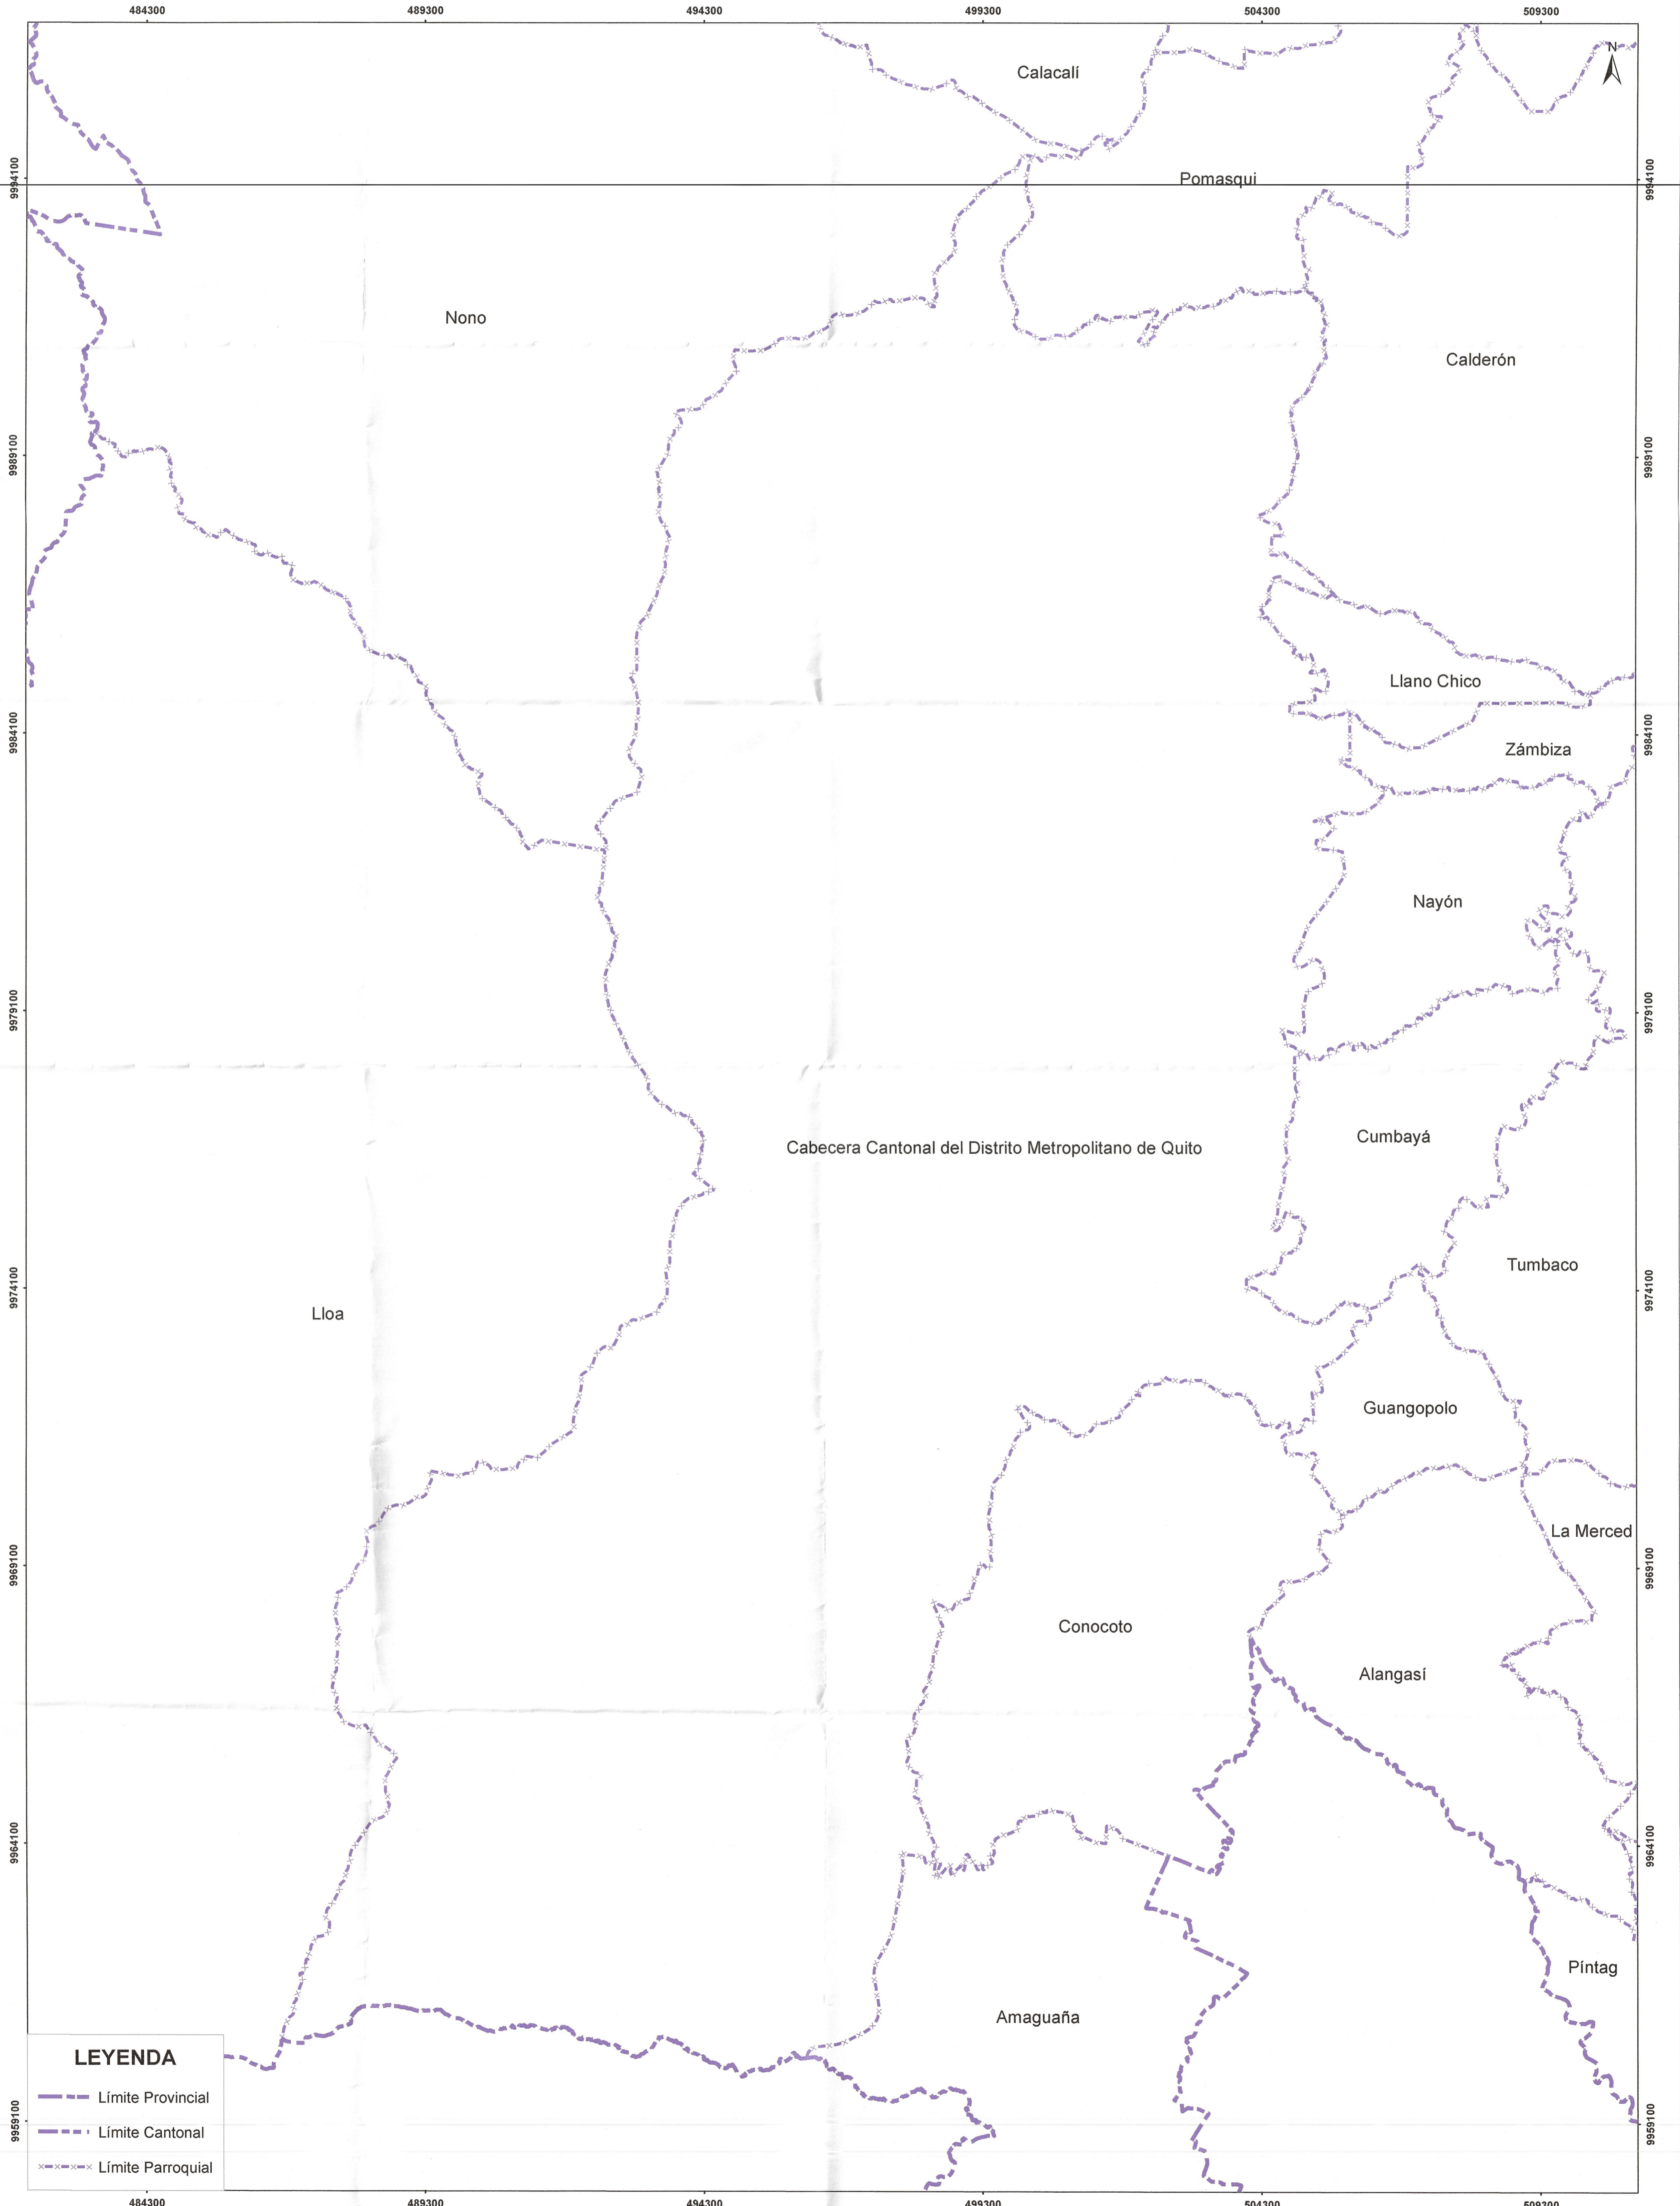 484300 489300 494300 499300 504300 509300
N
Calacalí
9994100 Pomasqui 9994100
Nono
Calderón
9989100 9989100
Llano Chico
9984100 Zámbiza 9984100
Nayón
9979100 9979100
Cumbayá
Cabecera Cantonal del Distrito Metropolitano de Quito
Tumbaco
9974100 9974100
Lloa
Guangopolo
La Merced
9969100 9969100
Conocoto
Alangasí
9964100 9964100
Píntag
Amaguaña
LEYENDA
Límite Provincial
9959100 9959100
Límite Cantonal
Límite Parroquial
484300 489300 494300 499300 504300 509300